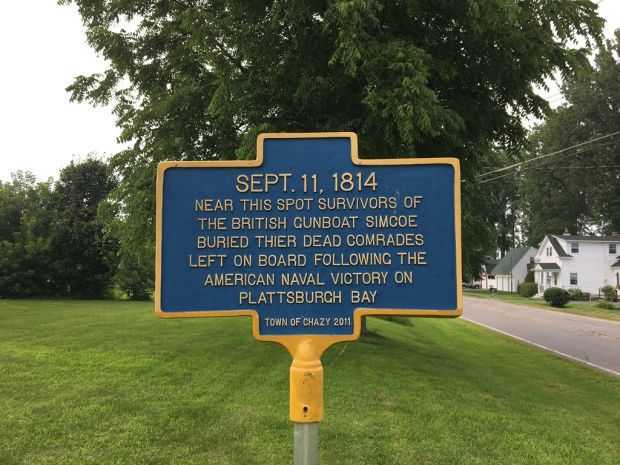 SEPT. 11, 1814
NEAR THIS SPOT SURVIVORS OF
THE BRITISH GUNBOAT SIMCOE
BURIED THIER DEAD COMRADES
LEFT ON BOARD FOLLOWING THE
AMERICAN NAVAL VICTORY ON
PLATTSBURGH BAY
TOWN OF CHAZY 2011